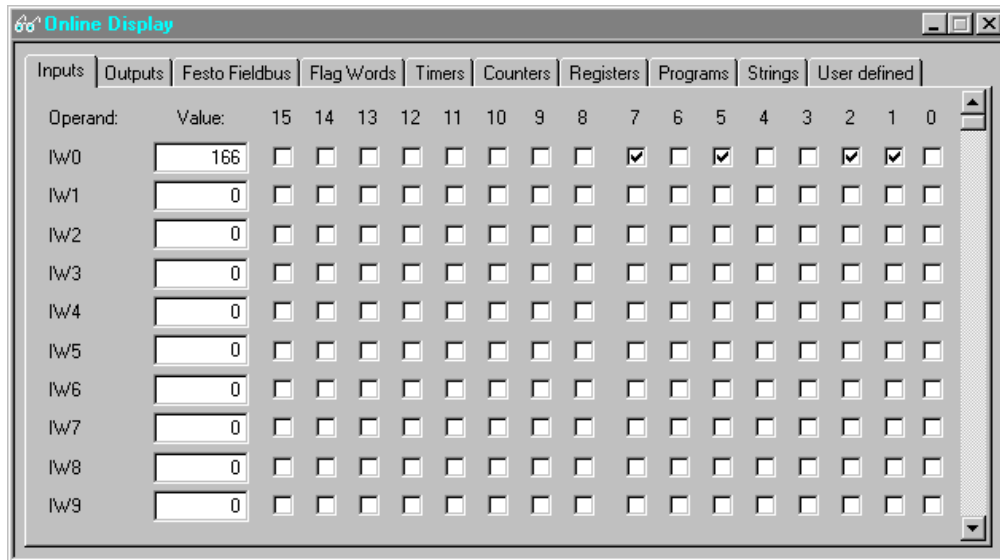 Online Display
Inputs Outputs Festo Fieldbus Flag Words Timers Counters Registers Programs Strings User defined
Operand: Value: 15 14 13 12 11 10 9 8 7 6 5 4 3 2 1 0
IW0 166
IW1 0
IW2 0
IW3 0
IW4 0
IW5 0
IW6 0
IW7 0
IW8 0
IW9 0